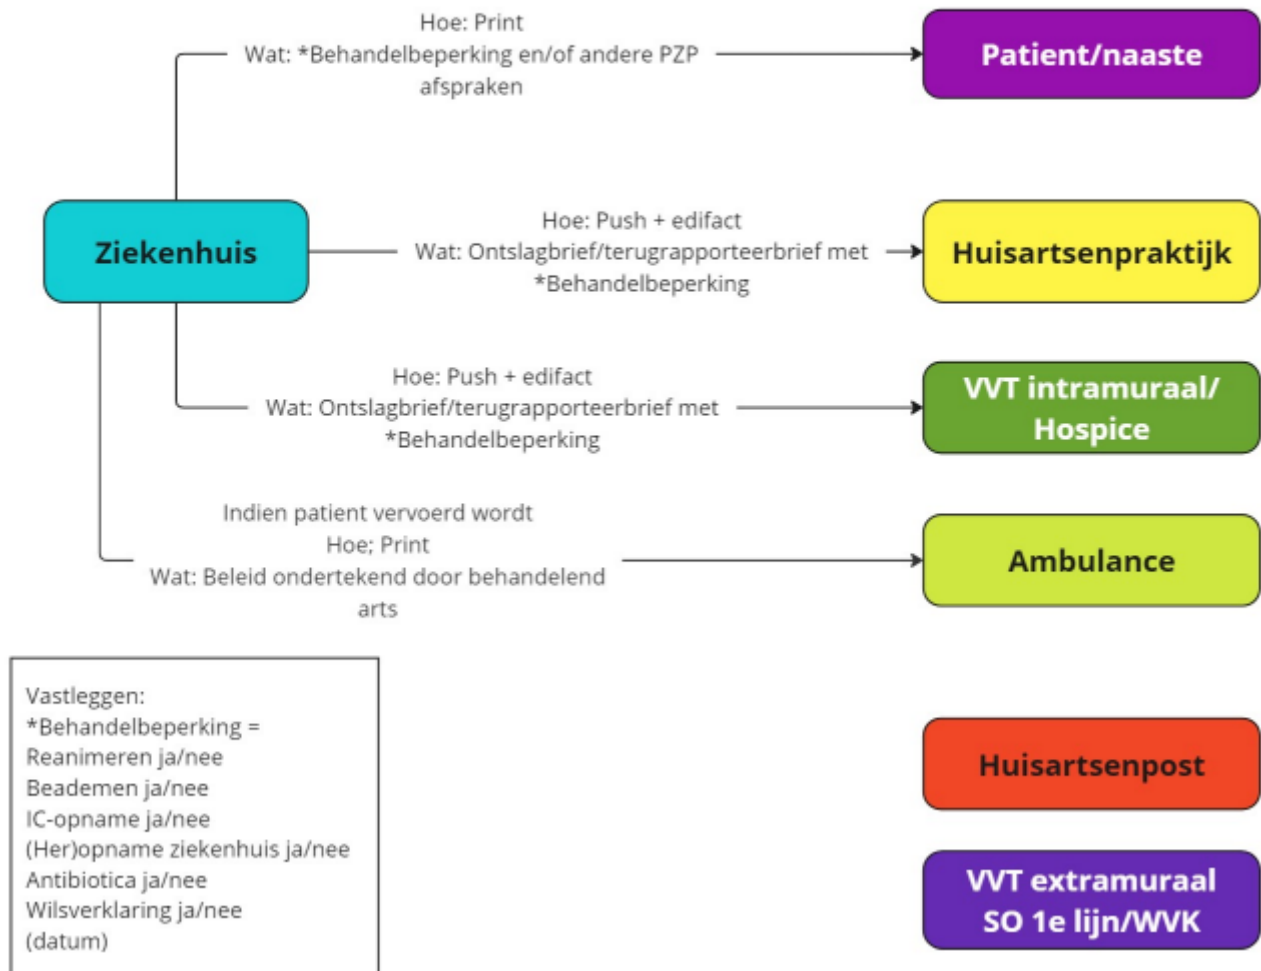 Hoe: Print
Wat: *Behandelbeperking en/of andere PZP
afspraken
Patient/naaste
Ziekenhuis
Hoe: Push + edifact
Wat: Ontslagbrief/terugrapporteerbrief met
*Behandelbeperking
Huisartsenpraktijk
Hoe: Push + edifact
Wat: Ontslagbrief/terugrapporteerbrief met
*Behandelbeperking
VVT intramuraal/
Hospice
Indien patient vervoerd wordt
Hoe; Print
Wat: Beleid ondertekend door behandelend
arts
Ambulance
Vastleggen:
*Behandelbeperking =
Reanimeren ja/nee
Beademen ja/nee
IC-opname ja/nee
(Her)opname ziekenhuis ja/nee
Antibiotica ja/nee
Wilsverklaring ja/nee
(datum)
Huisartsenpost
VVT extramuraal
SO 1e lijn/WVK